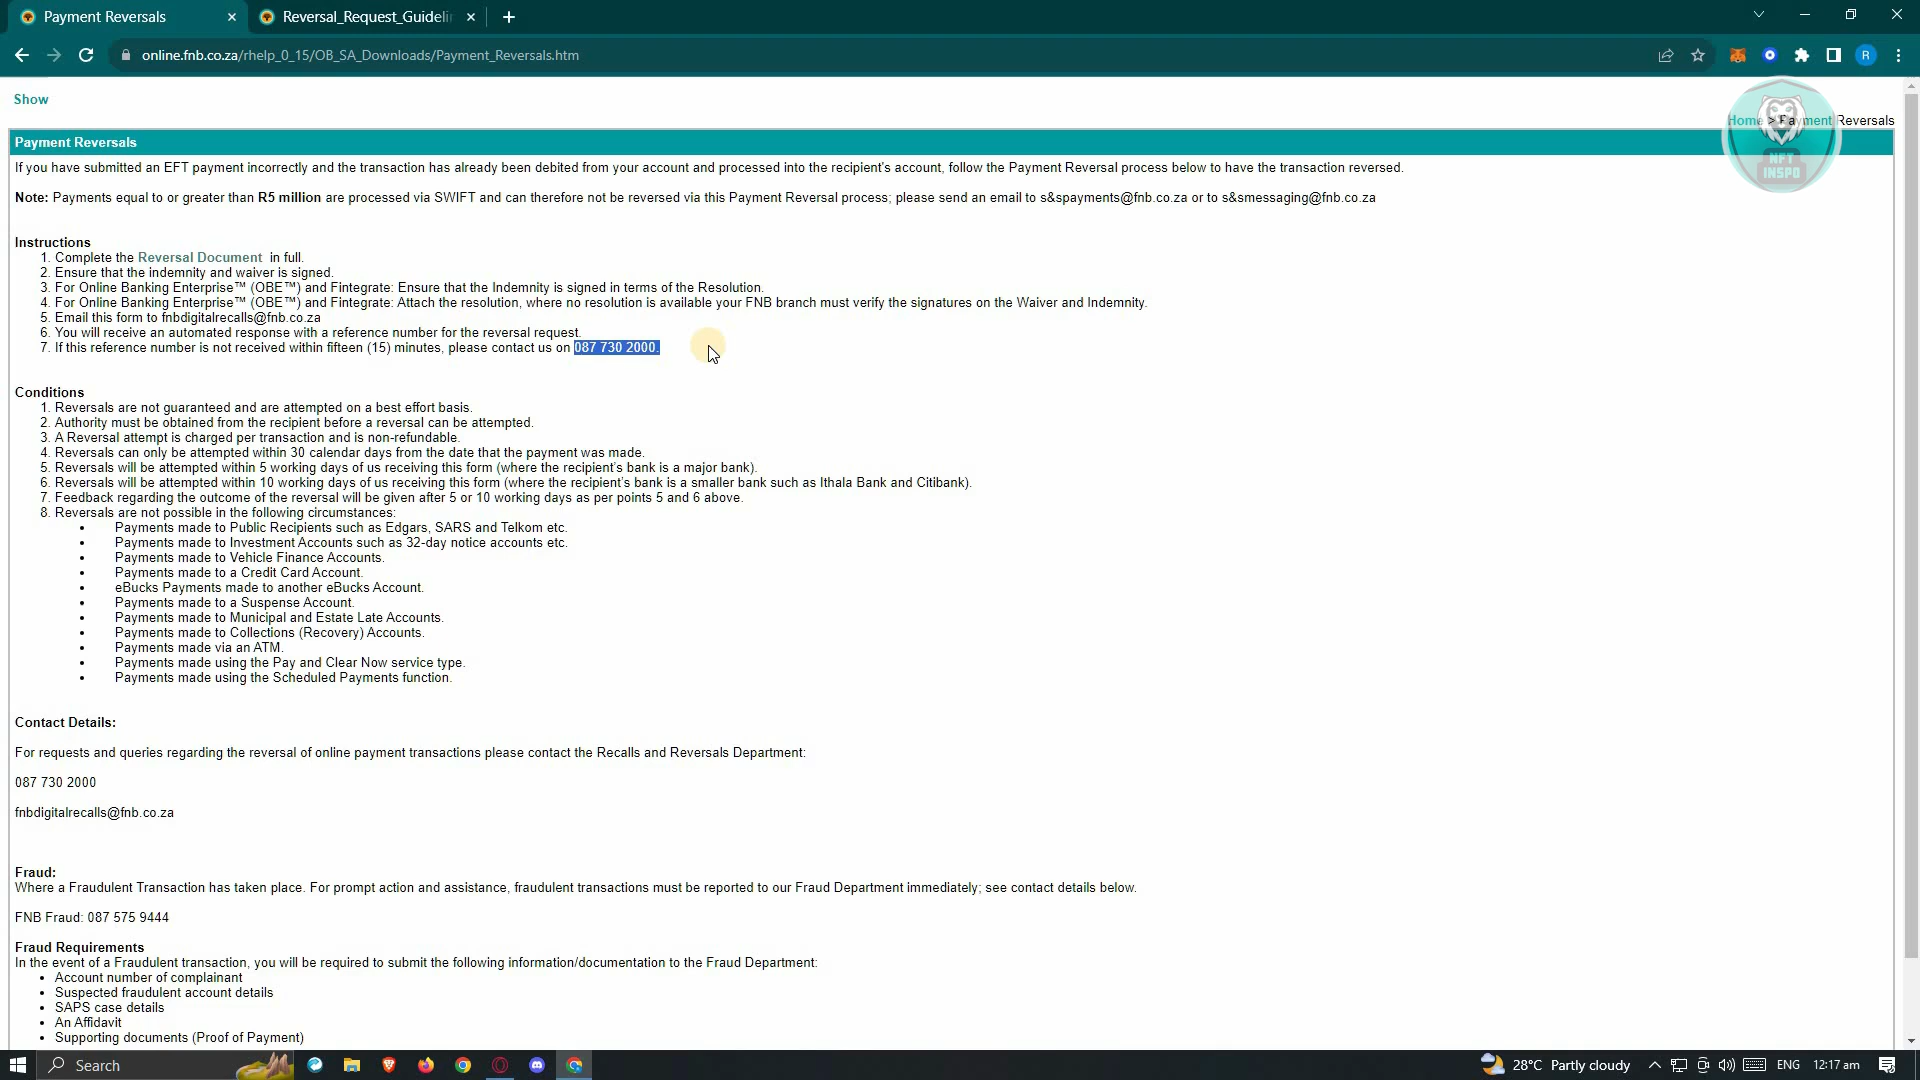 Payment Reversals
Reversal_Request_Guideli
online.fnb.co.za/rhelp_0_15/OB_SA_Downloads/Payment_Reversals.htm
R
Show
Home > Payment Reversals
NFT
INSPO
Payment Reversals
If you have submitted an EFT payment incorrectly and the transaction has already been debited from your account and processed into the recipient's account, follow the Payment Reversal process below to have the transaction reversed.
Note: Payments equal to or greater than R5 million are processed via SWIFT and can therefore not be reversed via this Payment Reversal process; please send an email to s&spayments@fnb.co.za or to s&smessaging@fnb.co.za
Instructions
1. Complete the Reversal Document in full.
2. Ensure that the indemnity and waiver is signed.
3. For Online Banking Enterprise™ (OBE™) and Fintegrate: Ensure that the Indemnity is signed in terms of the Resolution.
4. For Online Banking Enterprise™ (OBE™) and Fintegrate: Attach the resolution, where no resolution is available your FNB branch must verify the signatures on the Waiver and Indemnity.
5. Email this form to fnbdigitalrecalls@fnb.co.za
6. You will receive an automated response with a reference number for the reversal request.
7. If this reference number is not received within fifteen (15) minutes, please contact us on 087 730 2000.
Conditions
1. Reversals are not guaranteed and are attempted on a best effort basis.
2. Authority must be obtained from the recipient before a reversal can be attempted.
3. A Reversal attempt is charged per transaction and is non-refundable.
4. Reversals can only be attempted within 30 calendar days from the date that the payment was made.
5. Reversals will be attempted within 5 working days of us receiving this form (where the recipient's bank is a major bank).
6. Reversals will be attempted within 10 working days of us receiving this form (where the recipient's bank is a smaller bank such as Ithala Bank and Citibank).
7. Feedback regarding the outcome of the reversal will be given after 5 or 10 working days as per points 5 and 6 above.
8. Reversals are not possible in the following circumstances:
• Payments made to Public Recipients such as Edgars, SARS and Telkom etc.
• Payments made to Investment Accounts such as 32-day notice accounts etc.
• Payments made to Vehicle Finance Accounts.
• Payments made to a Credit Card Account.
• eBucks Payments made to another eBucks Account.
• Payments made to a Suspense Account.
• Payments made to Municipal and Estate Late Accounts.
• Payments made to Collections (Recovery) Accounts.
• Payments made via an ATM.
• Payments made using the Pay and Clear Now service type.
• Payments made using the Scheduled Payments function.
Contact Details:
For requests and queries regarding the reversal of online payment transactions please contact the Recalls and Reversals Department:
087 730 2000
fnbdigitalrecalls@fnb.co.za
Fraud:
Where a Fraudulent Transaction has taken place. For prompt action and assistance, fraudulent transactions must be reported to our Fraud Department immediately; see contact details below.
FNB Fraud: 087 575 9444
Fraud Requirements
In the event of a Fraudulent transaction, you will be required to submit the following information/documentation to the Fraud Department:
• Account number of complainant
• Suspected fraudulent account details
• SAPS case details
• An Affidavit
• Supporting documents (Proof of Payment)
Search
28°C Partly cloudy
ENG
12:17 am